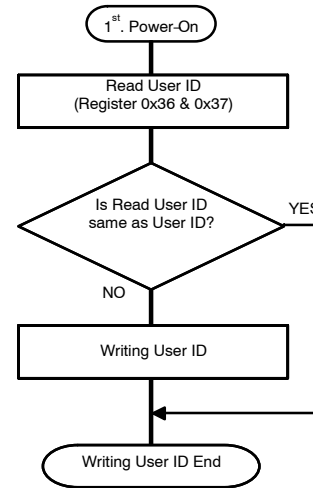 1st. Power-On
Read User ID
(Register 0x36 & 0x37)
Is Read User ID
same as User ID?
YES
NO
Writing User ID
Writing User ID End